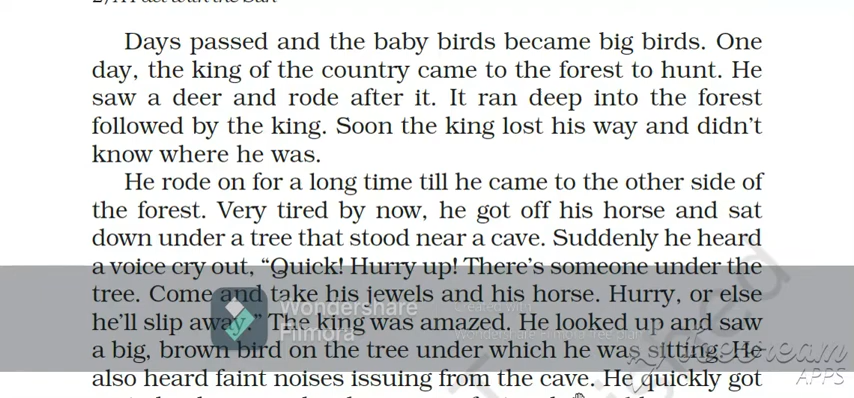 Days passed and the baby birds became big birds. One
day, the king of the country came to the forest to hunt. He
saw a deer and rode after it. It ran deep into the forest
followed by the king. Soon the king lost his way and didn't
know where he was.
He rode on for a long time till he came to the other side of
the forest. Very tired by now, he got off his horse and sat
down under a tree that stood near a cave. Suddenly he heard
a voice cry out, “Quick! Hurry up! There's someone under the
tree. Come and take his jewels and his horse. Hurry, or else
he'll slip away.” The king was amazed. He looked up and saw
a big, brown bird on the tree under which he was sitting. He
also heard faint noises issuing from the cave. He quickly got
Wondershare
Filmora
Created with
Wondershare Filmora free plan
Icecream
APPS